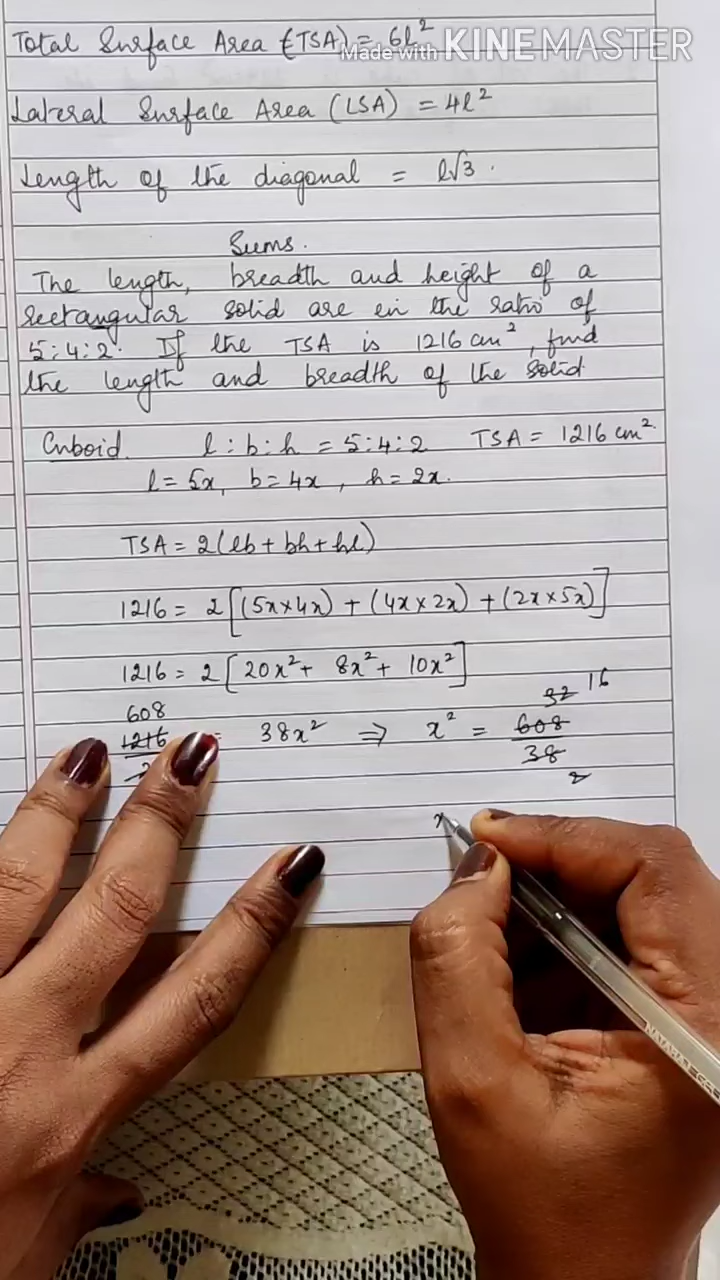 Total Surface Area (TSA) = 6l²
Made with KINEMASTER
Lateral Surface Area (LSA) = 4l²
Length of the diagonal = l√3.
Sums.
The length, breadth and height of a
rectangular solid are in the ratio of
5:4:2. If the TSA is 1216 cm², find
the length and breadth of the solid.
Cuboid. l : b : h = 5:4:2 TSA = 1216 cm².
l = 5x, b = 4x, h = 2x.
TSA = 2(lb + bh + hl)
1216 = 2[(5x×4x) + (4x×2x) + (2x×5x)]
1216 = 2[20x² + 8x² + 10x²]
32 16
608
1216 = 38x² ⇒ x² = 608
2 38
2
x